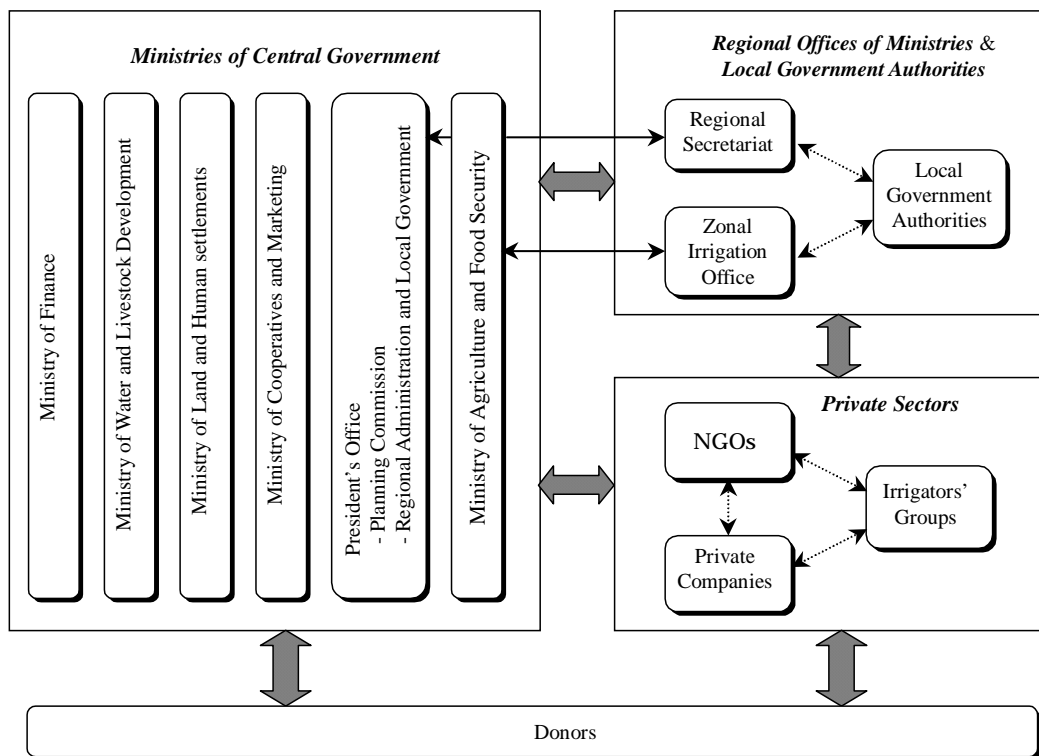 Ministries of Central Government
Ministry of Finance
Ministry of Water and Livestock Development
Ministry of Land and Human settlements
Ministry of Cooperatives and Marketing
President's Office
- Planning Commission
- Regional Administration and Local Government
Ministry of Agriculture and Food Security
Regional Offices of Ministries &
Local Government Authorities
Regional
Secretariat
Local
Government
Authorities
Zonal
Irrigation
Office
Private Sectors
NGOs
Irrigators'
Groups
Private
Companies
Donors